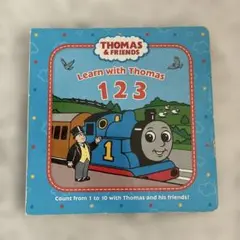 THOMAS
& FRIENDS
Learn with Thomas
1 2 3
1
Count from 1 to 10 with Thomas and his friends!